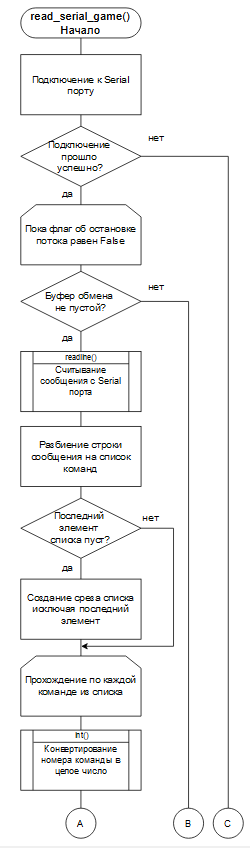 read_serial_game()
Начало
Подключение к Serial
порту
нет
Подключение
прошло
успешно?
да
Пока флаг об остановке
потока равен False
нет
Буфер обмена
не пустой?
да
readline()
Считывание
сообщения с Serial
порта
Разбиение строки
сообщения на список
команд
Последний
элемент
списка пуст?
нет
да
Создание среза списка
исключая последний
элемент
Прохождение по каждой
команде из списка
int()
Конвертирование
номера команды в
целое число
A
B
C